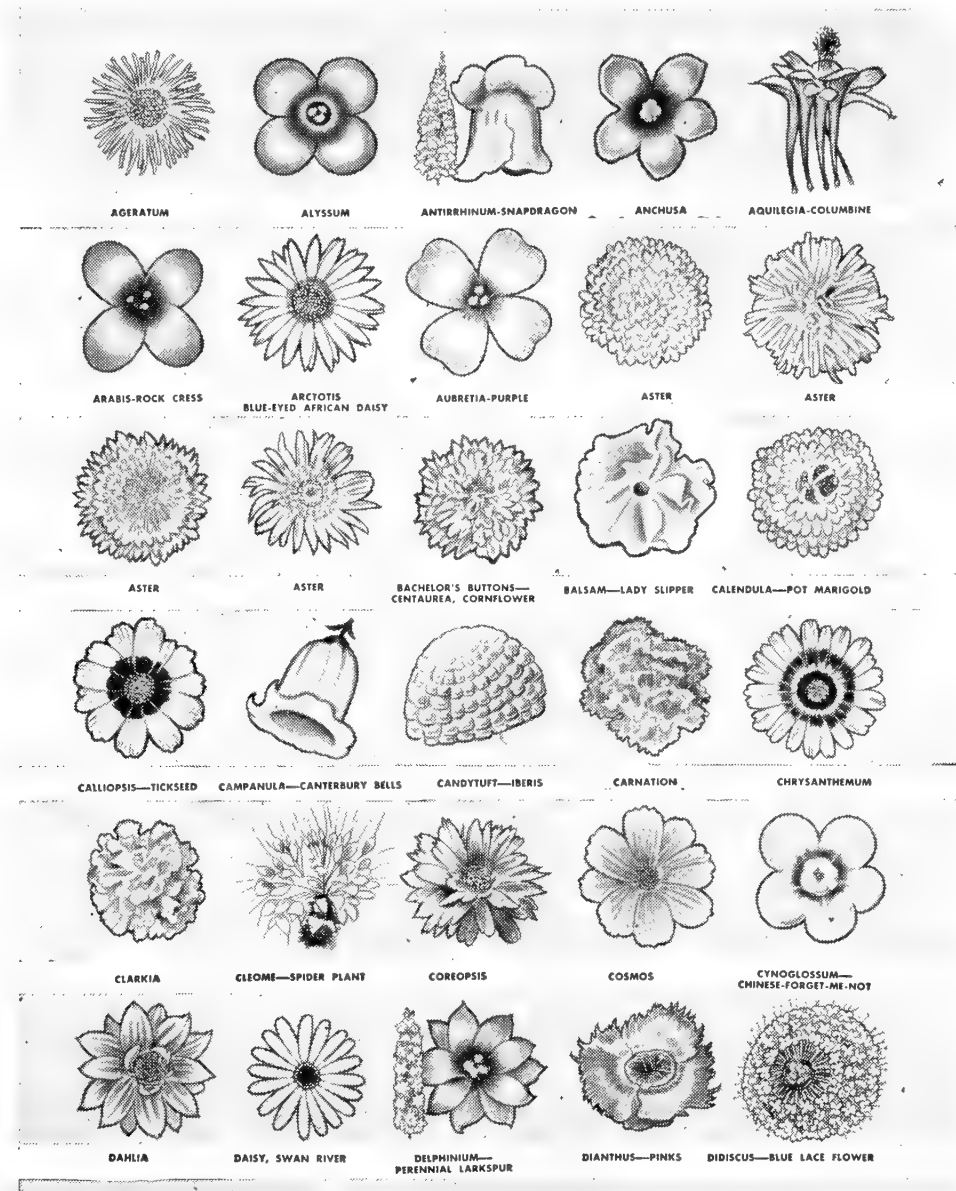 AGERATUM
ALYSSUM
ANTIRRHINUM-SNAPDRAGON
ANCHUSA
AQUILEGIA-COLUMBINE
ARABIS-ROCK CRESS
ARCTOTIS
BLUE-EYED AFRICAN DAISY
AUBRETIA-PURPLE
ASTER
ASTER
ASTER
ASTER
BACHELOR'S BUTTONS—
CENTAUREA, CORNFLOWER
BALSAM—LADY SLIPPER
CALENDULA—POT MARIGOLD
CALLIOPSIS—TICKSEED
CAMPANULA—CANTERBURY BELLS
CANDYTUFT—IBERIS
CARNATION
CHRYSANTHEMUM
CLARKIA
CLEOME—SPIDER PLANT
COREOPSIS
COSMOS
CYNOGLOSSUM—
CHINESE-FORGET-ME-NOT
DAHLIA
DAISY, SWAN RIVER
DELPHINIUM—
PERENNIAL LARKSPUR
DIANTHUS—PINKS
DIDISCUS—BLUE LACE FLOWER